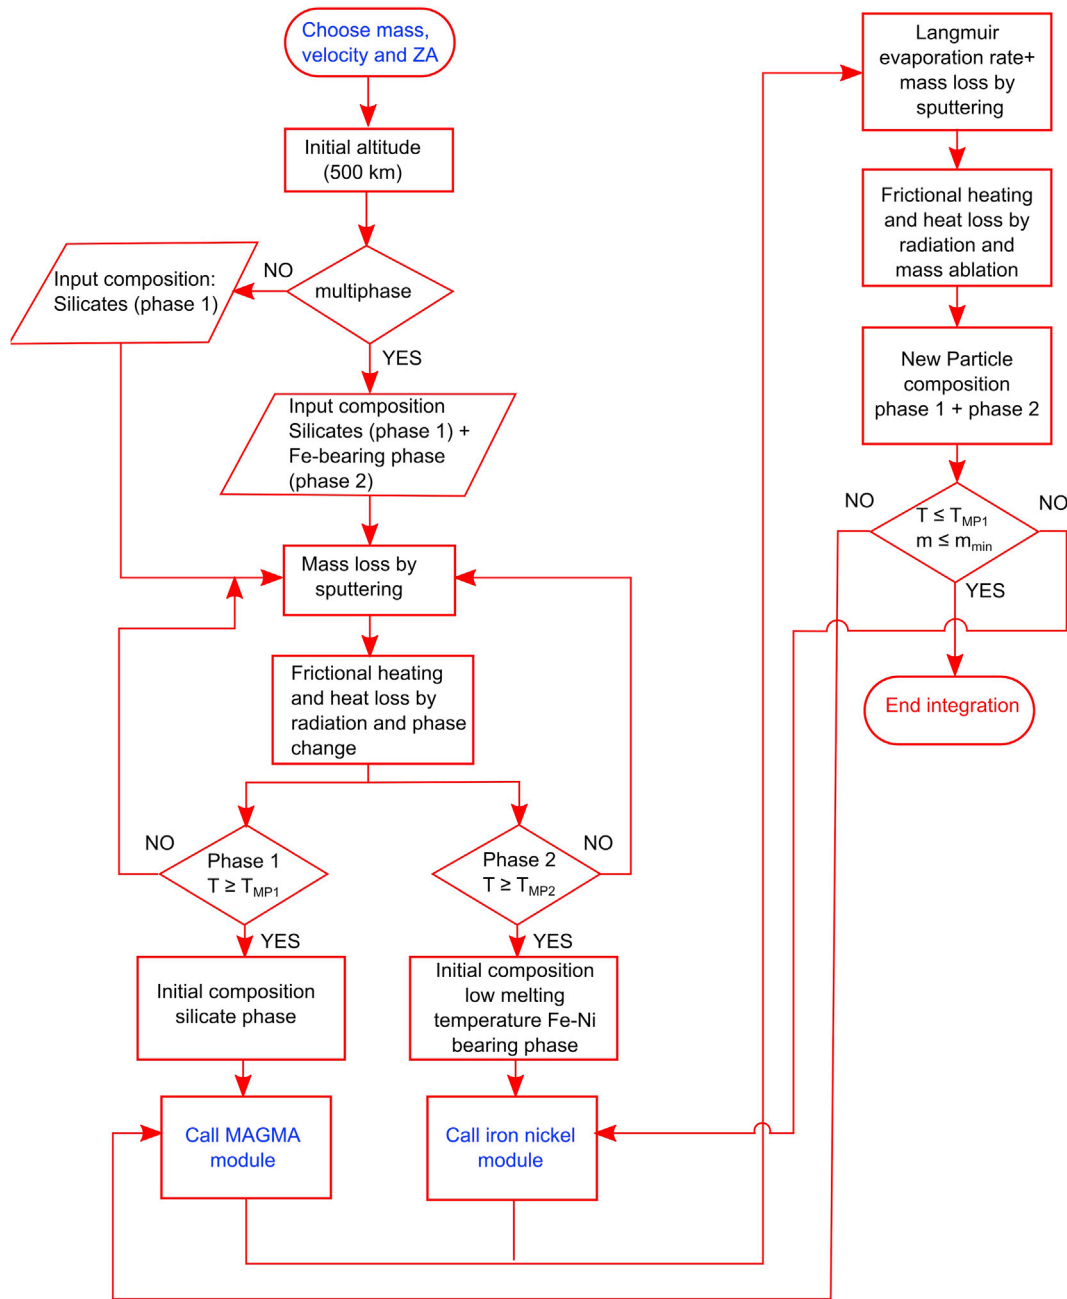 Choose mass,
velocity and ZA
Initial altitude
(500 km)
multiphase
NO
Input composition:
Silicates (phase 1)
YES
Input composition
Silicates (phase 1) +
Fe-bearing phase
(phase 2)
Mass loss by
sputtering
Frictional heating
and heat loss by
radiation and phase
change
NO
Phase 1
T ≥ TMP1
YES
Phase 2
T ≥ TMP2
NO
YES
Initial composition
silicate phase
Initial composition
low melting
temperature Fe-Ni
bearing phase
Call MAGMA
module
Call iron nickel
module
Langmuir
evaporation rate+
mass loss by
sputtering
Frictional heating
and heat loss by
radiation and
mass ablation
New Particle
composition
phase 1 + phase 2
NO
T ≤ TMP1
m ≤ mmin
NO
YES
End integration